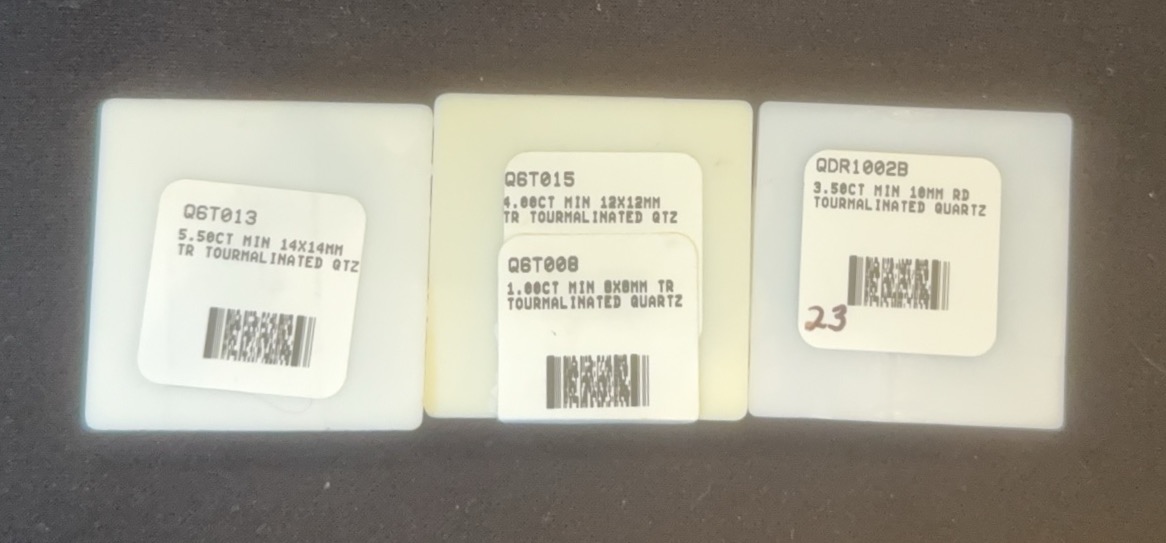 Q6T013
5.50CT MIN 14X14MM
TR TOURMALINATED QTZ
Q6T015
4.00CT MIN 12X12MM
TR TOURMALINATED QTZ
Q6T008
1.00CT MIN 8X8MM TR
TOURMALINATED QUARTZ
QDR1002B
3.50CT MIN 10MM RD
TOURMALINATED QUARTZ
23